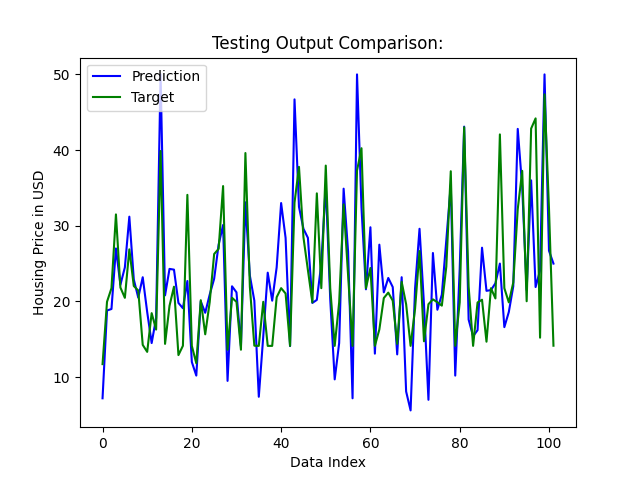 Testing Output Comparison:
Prediction
Target
50
40
30
20
10
Housing Price in USD
0 20 40 60 80 100
Data Index